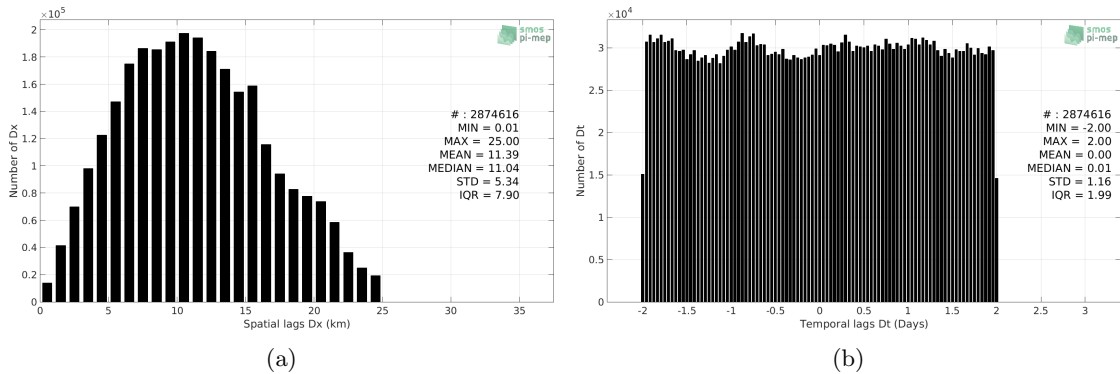 ×10⁵
2
1.8
1.6
1.4
1.2
1
0.8
0.6
0.4
0.2
0
Number of Dx
0 5 10 15 20 25 30 35
Spatial lags Dx (km)
smos
pi-mep
# : 2874616
MIN = 0.01
MAX = 25.00
MEAN = 11.39
MEDIAN = 11.04
STD = 5.34
IQR = 7.90
(a)
×10⁴
3
2.5
2
1.5
1
0.5
0
Number of Dt
-2 -1.5 -1 -0.5 0 0.5 1 1.5 2 2.5 3
Temporal lags Dt (Days)
smos
pi-mep
# : 2874616
MIN = -2.00
MAX = 2.00
MEAN = 0.00
MEDIAN = 0.01
STD = 1.16
IQR = 1.99
(b)